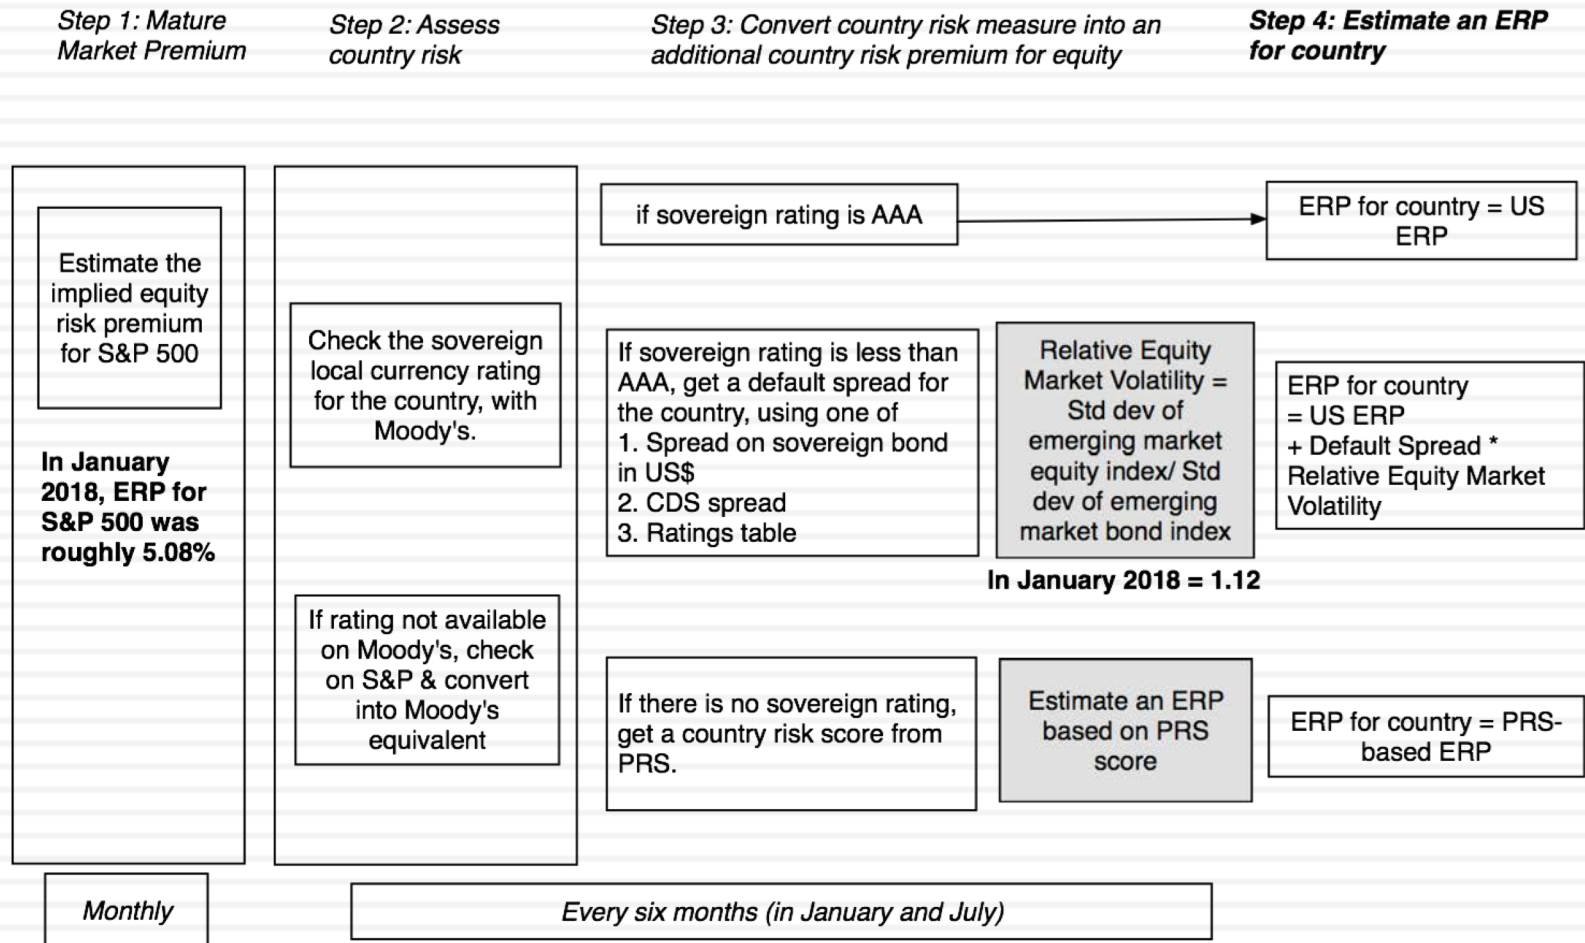 Step 1: Mature
Market Premium
Step 2: Assess
country risk
Step 3: Convert country risk measure into an
additional country risk premium for equity
Step 4: Estimate an ERP
for country
Estimate the
implied equity
risk premium
for S&P 500
In January
2018, ERP for
S&P 500 was
roughly 5.08%
Check the sovereign
local currency rating
for the country, with
Moody's.
If rating not available
on Moody's, check
on S&P & convert
into Moody's
equivalent
if sovereign rating is AAA
ERP for country = US
ERP
If sovereign rating is less than
AAA, get a default spread for
the country, using one of
1. Spread on sovereign bond
in US$
2. CDS spread
3. Ratings table
Relative Equity
Market Volatility =
Std dev of
emerging market
equity index/ Std
dev of emerging
market bond index
In January 2018 = 1.12
ERP for country
= US ERP
+ Default Spread *
Relative Equity Market
Volatility
If there is no sovereign rating,
get a country risk score from
PRS.
Estimate an ERP
based on PRS
score
ERP for country = PRS-
based ERP
Monthly
Every six months (in January and July)